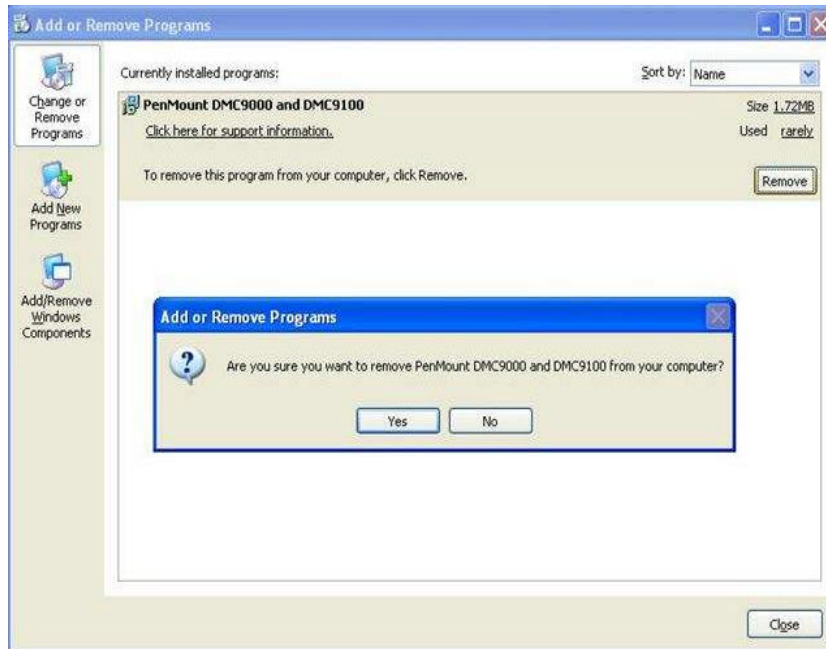 Add or Remove Programs
Change or
Remove
Programs
Add New
Programs
Add/Remove
Windows
Components
Currently installed programs:
Sort by: Name
PenMount DMC9000 and DMC9100
Size 1.72MB
Click here for support information.
Used rarely
To remove this program from your computer, click Remove.
Remove
Add or Remove Programs
Are you sure you want to remove PenMount DMC9000 and DMC9100 from your computer?
Yes No
Close